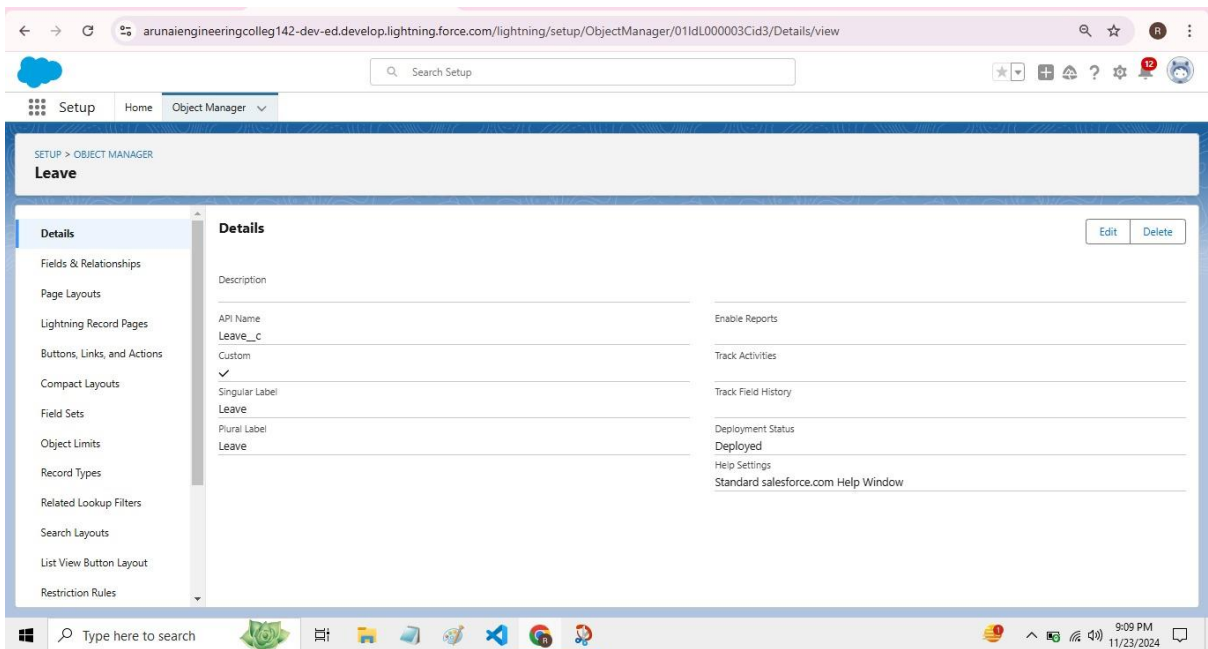 arunaiengineeringcolleg142-dev-ed.develop.lightning.force.com/lightning/setup/ObjectManager/01IdL000003Cid3/Details/view
R
Search Setup
12
Setup Home Object Manager
SETUP > OBJECT MANAGER
Leave
Details
Fields & Relationships
Page Layouts
Lightning Record Pages
Buttons, Links, and Actions
Compact Layouts
Field Sets
Object Limits
Record Types
Related Lookup Filters
Search Layouts
List View Button Layout
Restriction Rules
Details
Edit Delete
Description
API Name
Leave__c
Custom
Singular Label
Leave
Plural Label
Leave
Enable Reports
Track Activities
Track Field History
Deployment Status
Deployed
Help Settings
Standard salesforce.com Help Window
Type here to search
R
1
9:09 PM
11/23/2024